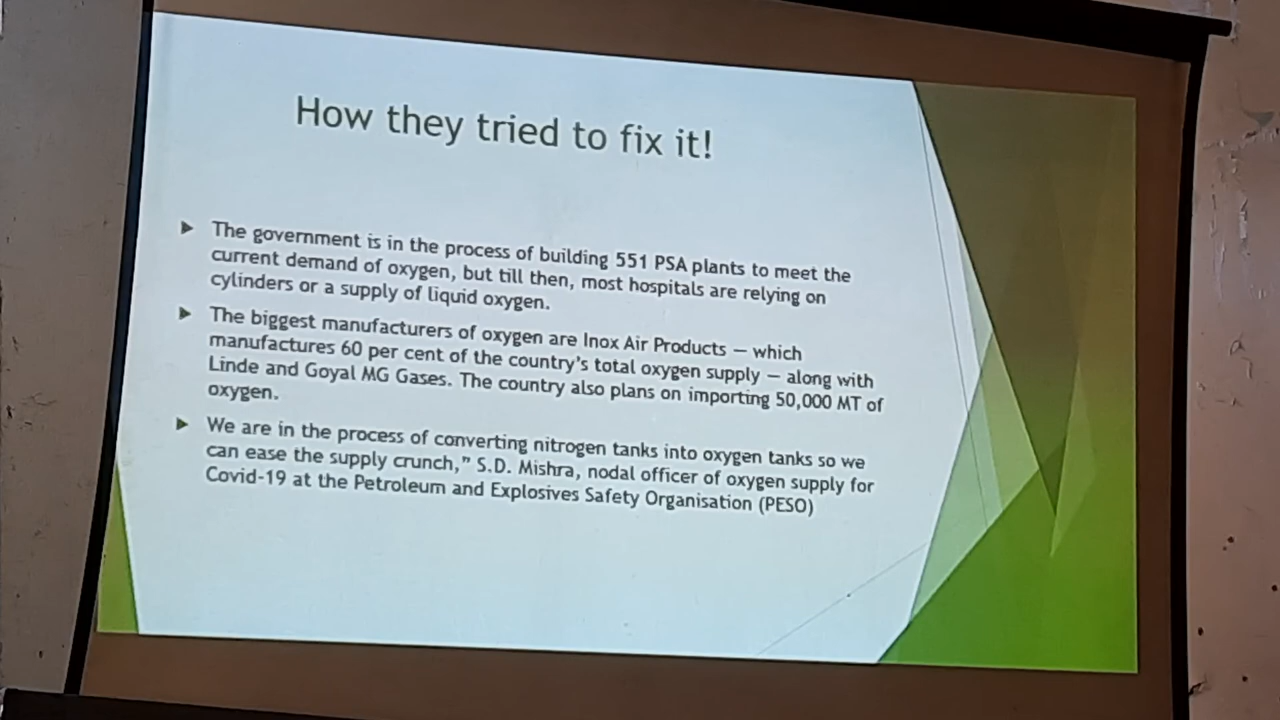 How they tried to fix it!
The government is in the process of building 551 PSA plants to meet the
current demand of oxygen, but till then, most hospitals are relying on
cylinders or a supply of liquid oxygen.
The biggest manufacturers of oxygen are Inox Air Products — which
manufactures 60 per cent of the country's total oxygen supply — along with
Linde and Goyal MG Gases. The country also plans on importing 50,000 MT of
oxygen.
We are in the process of converting nitrogen tanks into oxygen tanks so we
can ease the supply crunch,” S.D. Mishra, nodal officer of oxygen supply for
Covid-19 at the Petroleum and Explosives Safety Organisation (PESO)